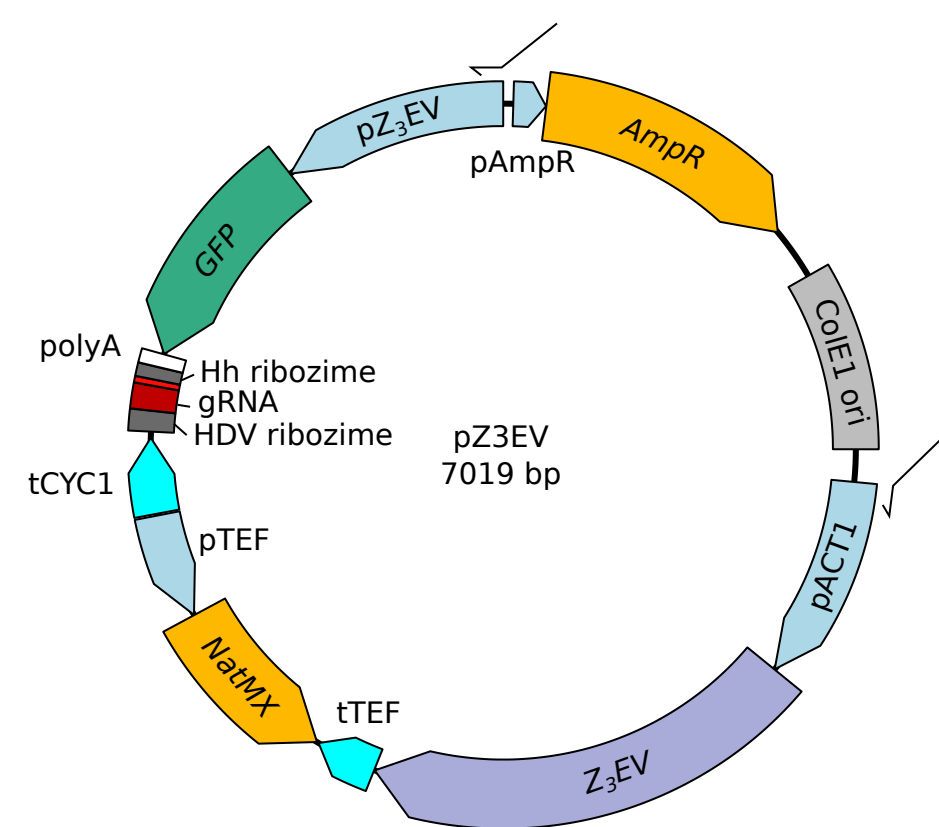 pZ₃EV
pAmpR
AmpR
GFP
ColE1 ori
polyA
Hh ribozime
gRNA
HDV ribozime
pZ3EV
7019 bp
tCYC1
pTEF
pACT1
NatMX
tTEF
Z₃EV